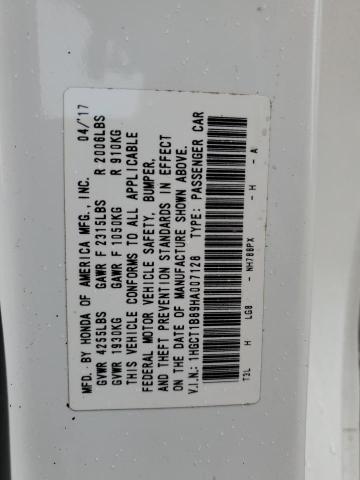 MFD. BY HONDA OF AMERICA MFG., INC. 04/'17
GVWR 4255LBS GAWR F 2315LBS R 2006LBS
GVWR 1930KG GAWR F 1050KG R 910KG
THIS VEHICLE CONFORMS TO ALL APPLICABLE
FEDERAL MOTOR VEHICLE SAFETY, BUMPER,
AND THEFT PREVENTION STANDARDS IN EFFECT
ON THE DATE OF MANUFACTURE SHOWN ABOVE.
V.I.N.: 1HGCT1B89HA007128 TYPE: PASSENGER CAR
T3L H LG8 - NH788PX - H - A